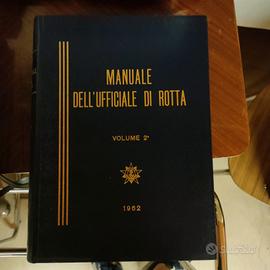 MANUALE
DELL'UFFICIALE DI ROTTA
VOLUME 2°
1962